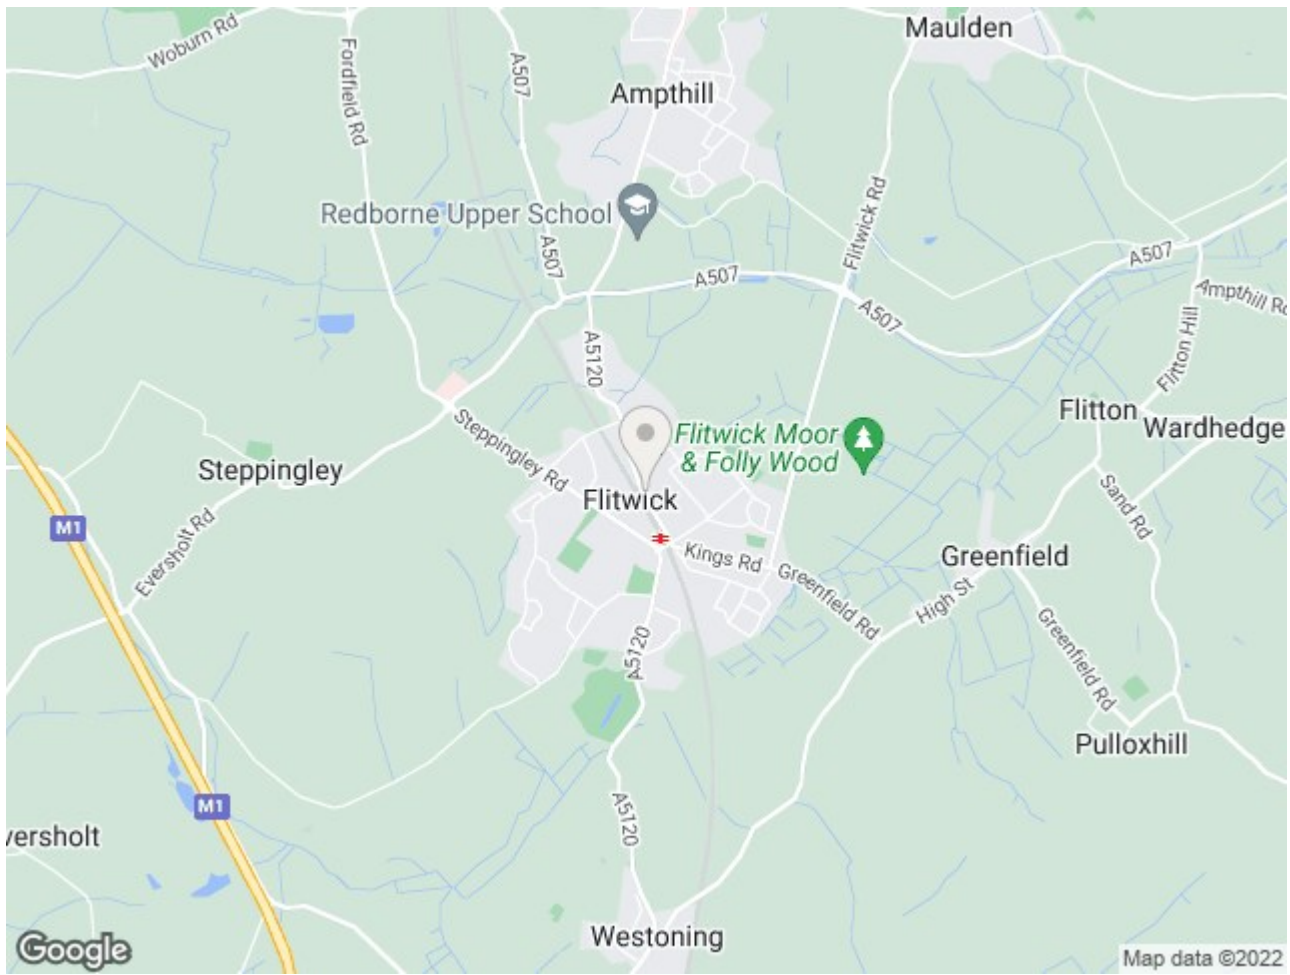 Woburn Rd
Fordfield Rd
A507
Maulden
Ampthill
Redborne Upper School
Flitwick Rd
A507
A507
A507
A507
Ampthill Rd
Flitton Hill
A5120
Flitton
Wardhedge
Steppingley Rd
Flitwick Moor
& Folly Wood
Steppingley
Flitwick
Sand Rd
M1
Eversholt Rd
Kings Rd
Greenfield
Greenfield Rd
High St
Greenfield Rd
A5120
Pulloxhill
M1
A5120
versholt
Westoning
Google
Map data ©2022